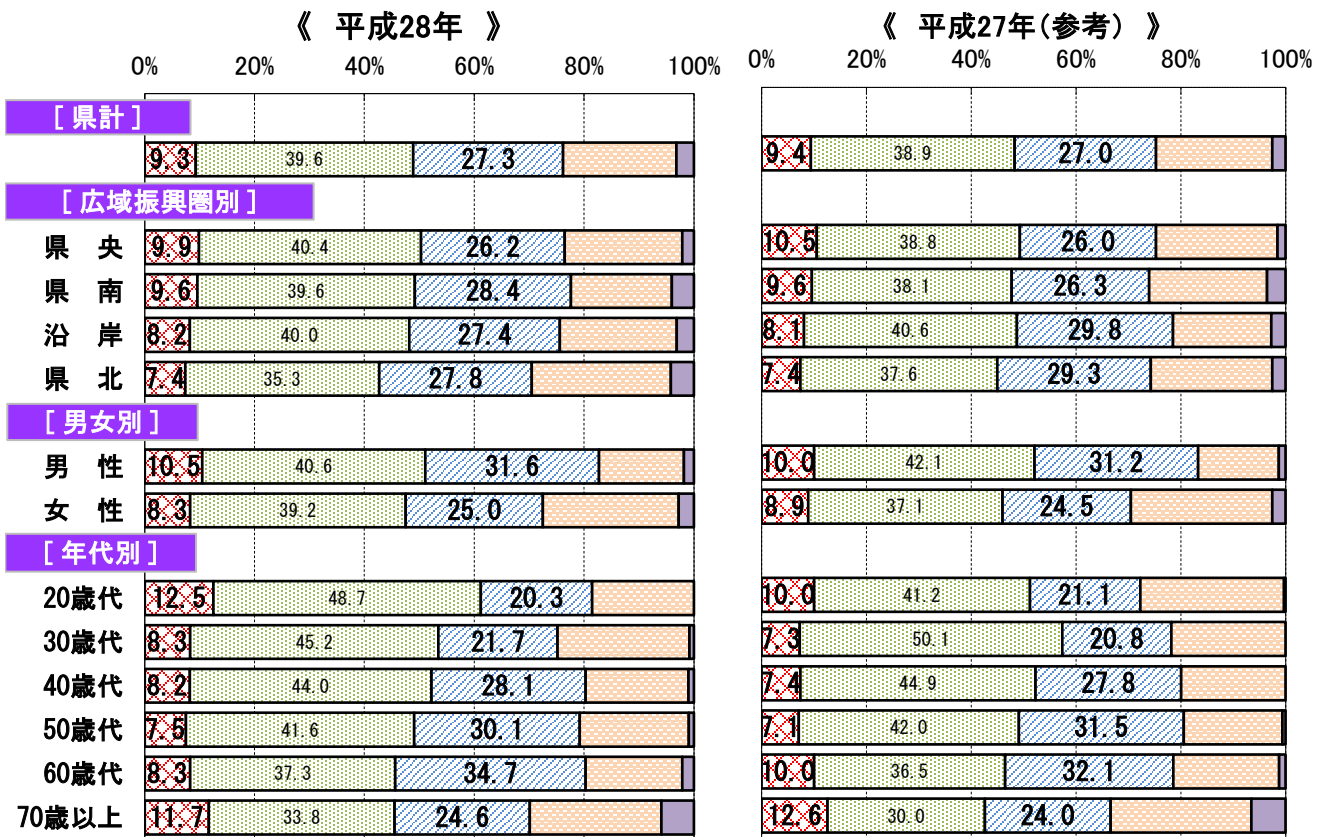 《 平成28年 》 《 平成27年(参考) 》
0% 20% 40% 60% 80% 100% 0% 20% 40% 60% 80% 100%
[ 県計 ]
9.3 39.6 27.3 9.4 38.9 27.0
[ 広域振興圏別 ]
県 央 9.9 40.4 26.2 10.5 38.8 26.0
県 南 9.6 39.6 28.4 9.6 38.1 26.3
沿 岸 8.2 40.0 27.4 8.1 40.6 29.8
県 北 7.4 35.3 27.8 7.4 37.6 29.3
[ 男女別 ]
男 性 10.5 40.6 31.6 10.0 42.1 31.2
女 性 8.3 39.2 25.0 8.9 37.1 24.5
[ 年代別 ]
20歳代 12.5 48.7 20.3 10.0 41.2 21.1
30歳代 8.3 45.2 21.7 7.3 50.1 20.8
40歳代 8.2 44.0 28.1 7.4 44.9 27.8
50歳代 7.5 41.6 30.1 7.1 42.0 31.5
60歳代 8.3 37.3 34.7 10.0 36.5 32.1
70歳以上 11.7 33.8 24.6 12.6 30.0 24.0